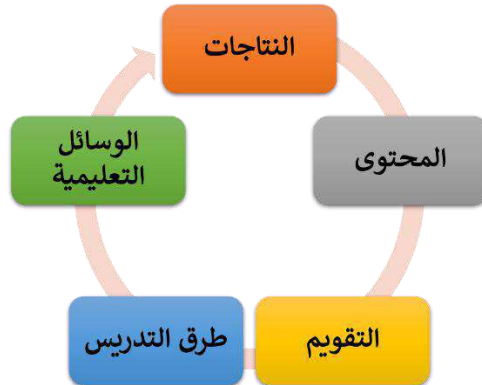 النتاجات
المحتوى
الوسائل
التعليمية
التقويم
طرق التدريس